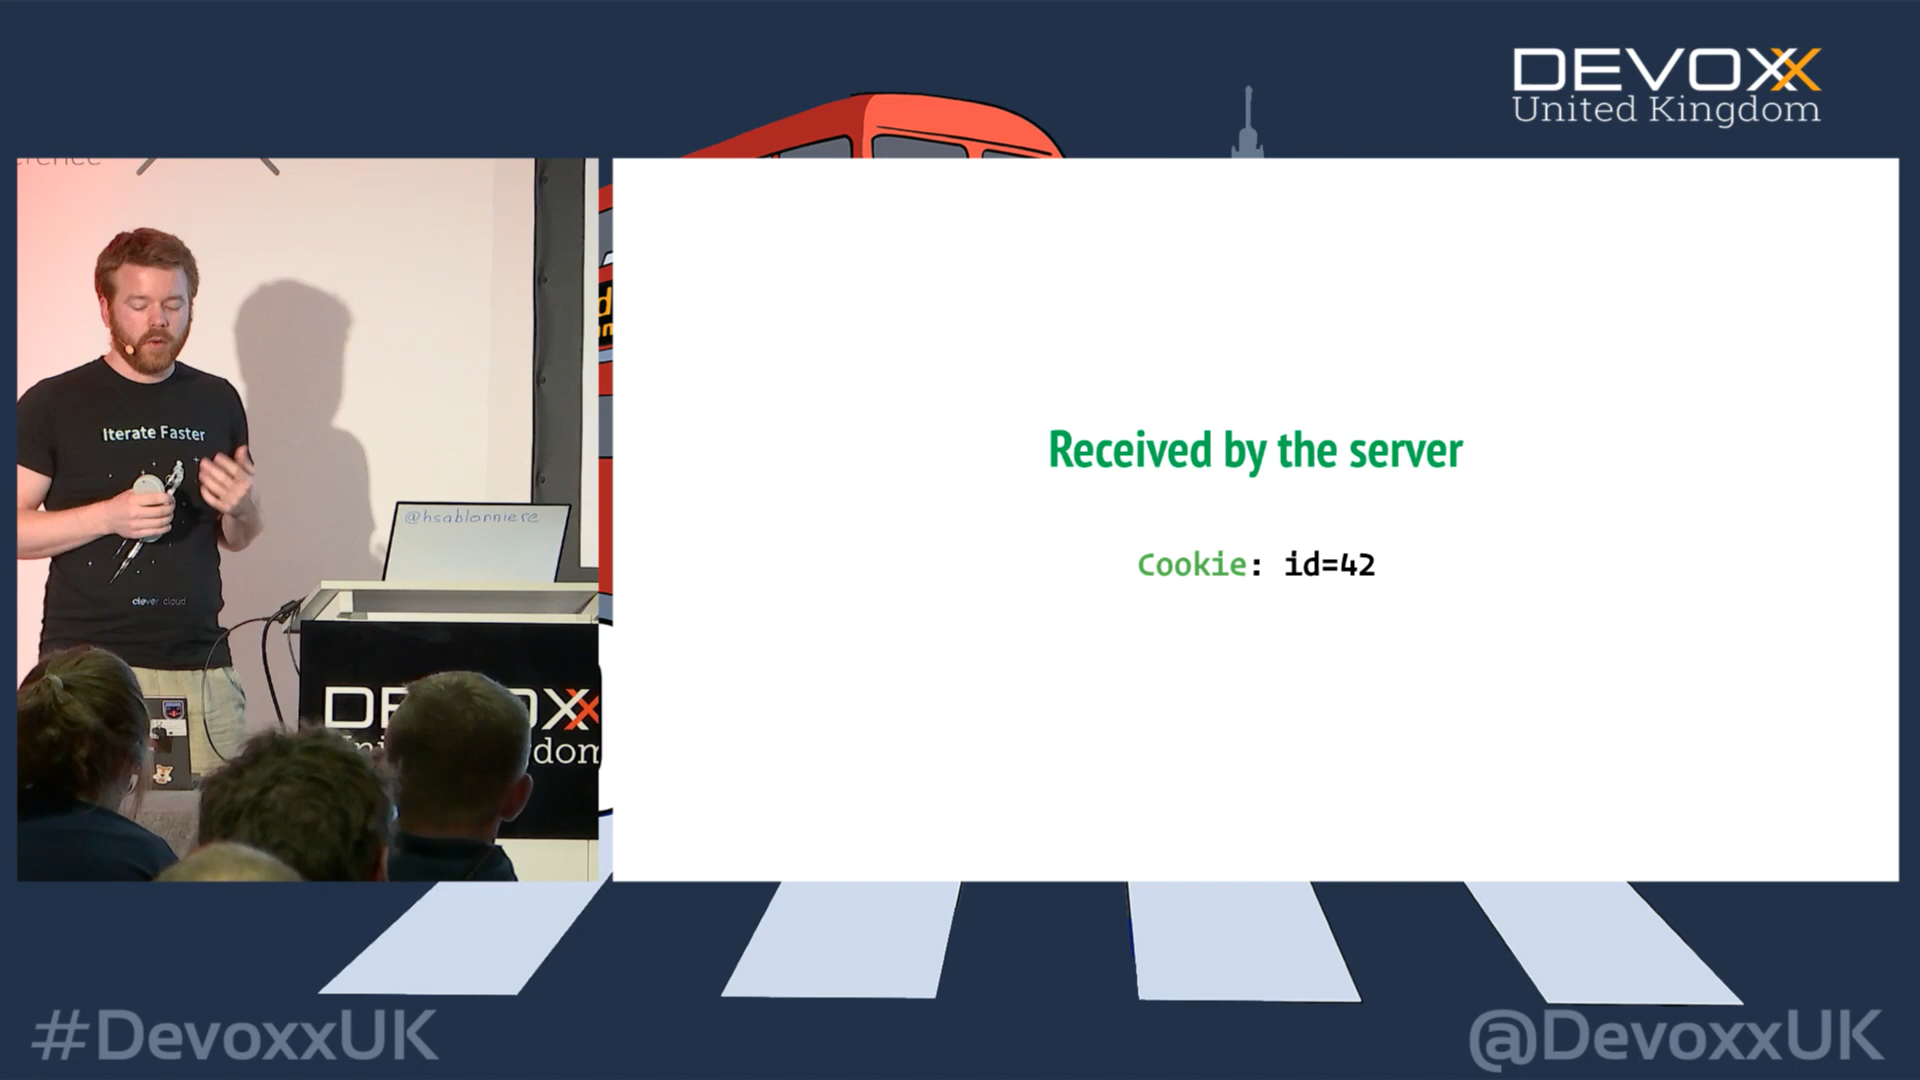 DEVOXX
United Kingdom
Iterate Faster
clever cloud
@hsablonniere
Received by the server
Cookie: id=42
#DevoxxUK
@DevoxxUK